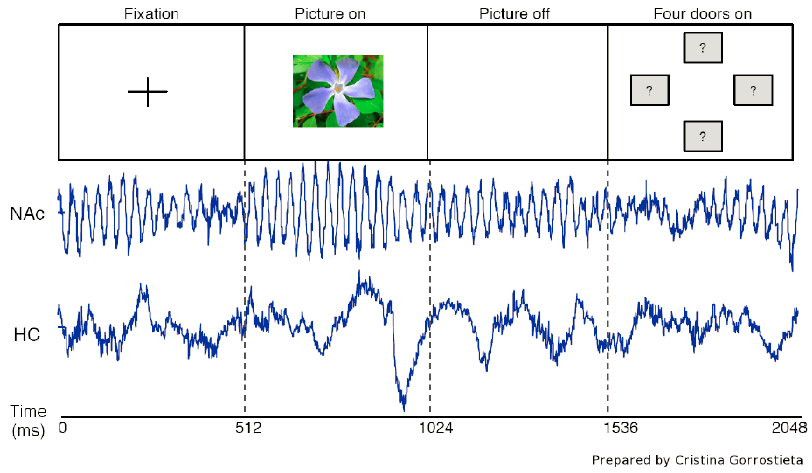 Fixation Picture on Picture off Four doors on
?
? ?
?
NAc
HC
Time
(ms)
0 512 1024 1536 2048
Prepared by Cristina Gorrostieta